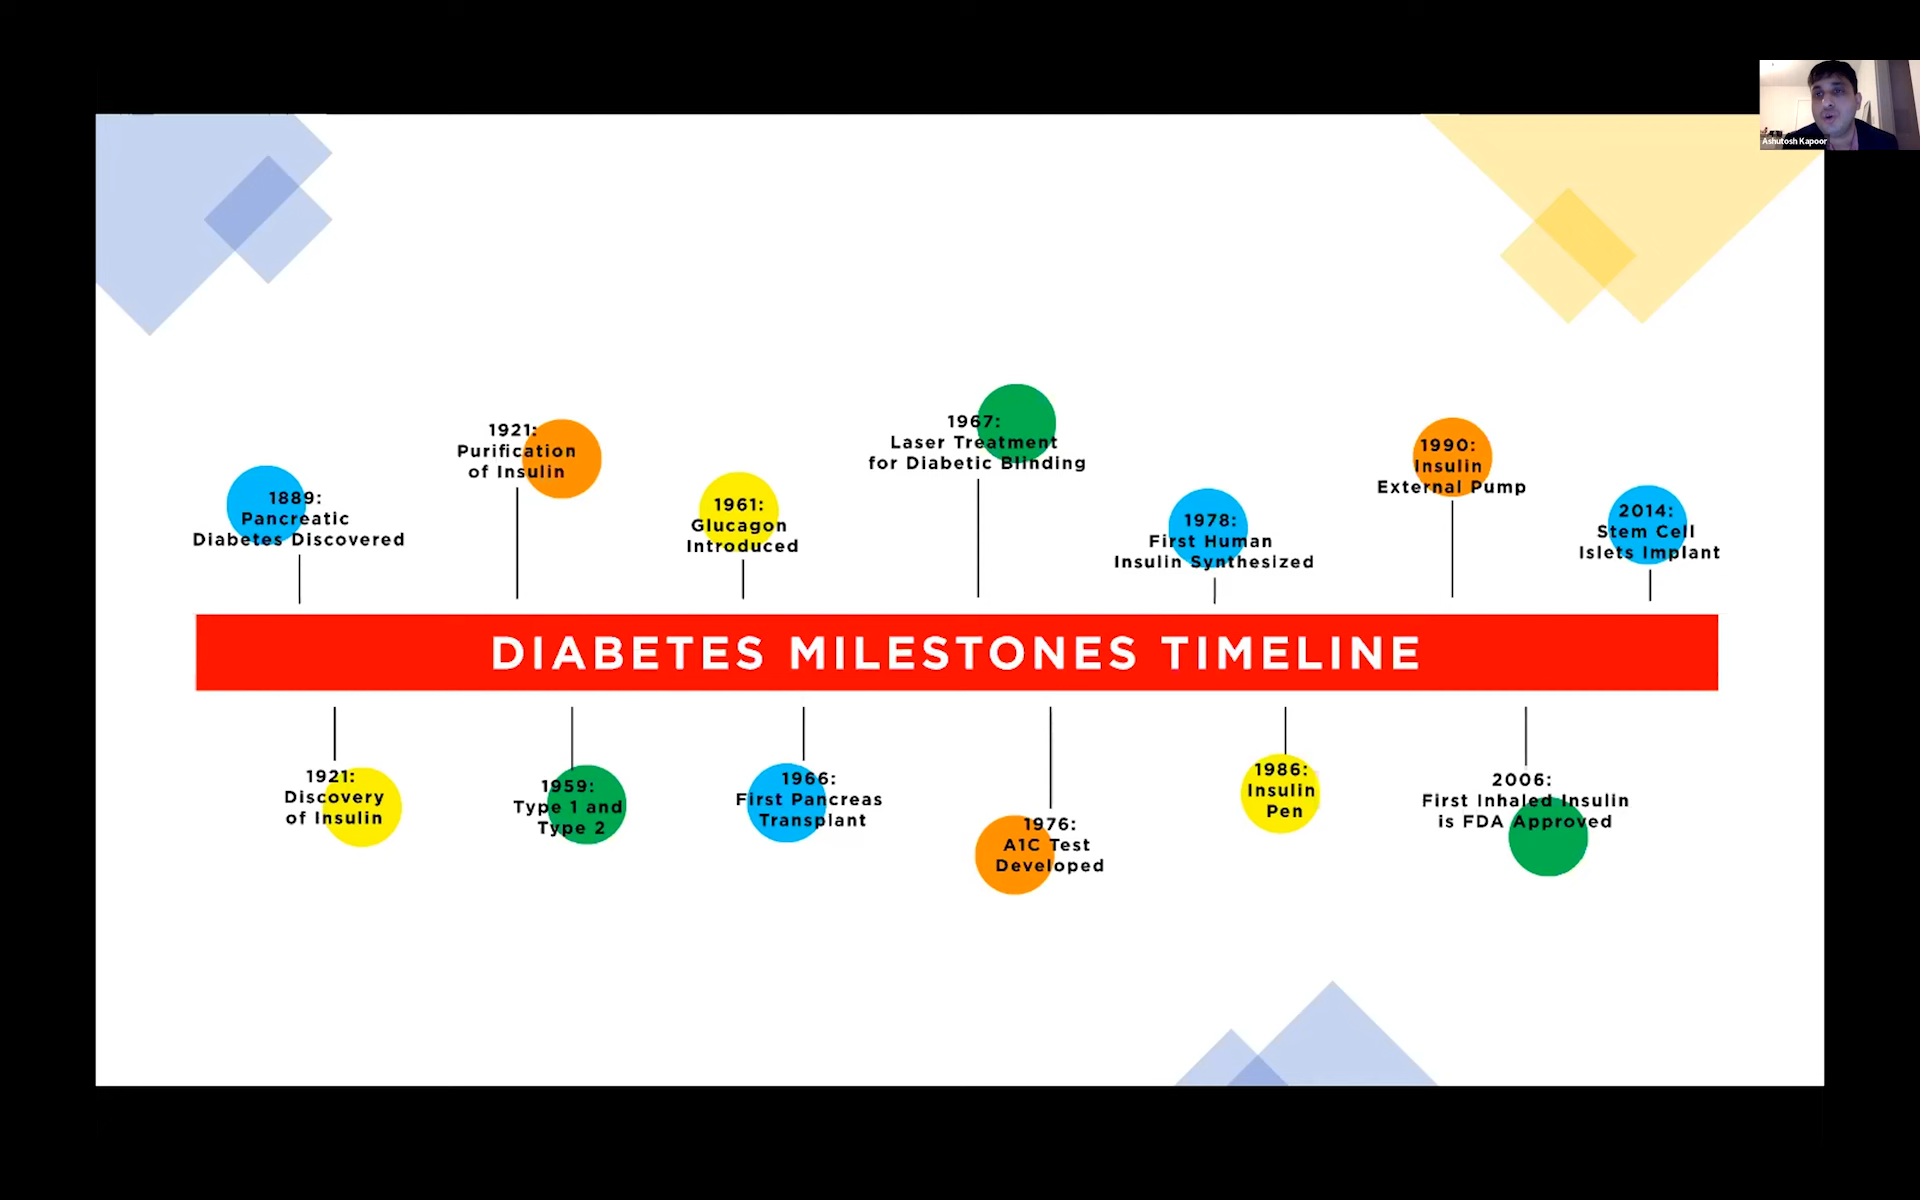 Ashutosh Kapoor
1889:
Pancreatic
Diabetes Discovered
1921:
Purification
of Insulin
1961:
Glucagon
Introduced
1967:
Laser Treatment
for Diabetic Blinding
1978:
First Human
Insulin Synthesized
1990:
Insulin
External Pump
2014:
Stem Cell
Islets Implant
DIABETES MILESTONES TIMELINE
1921:
Discovery
of Insulin
1959:
Type 1 and
Type 2
1966:
First Pancreas
Transplant
1976:
A1C Test
Developed
1986:
Insulin
Pen
2006:
First Inhaled Insulin
is FDA Approved